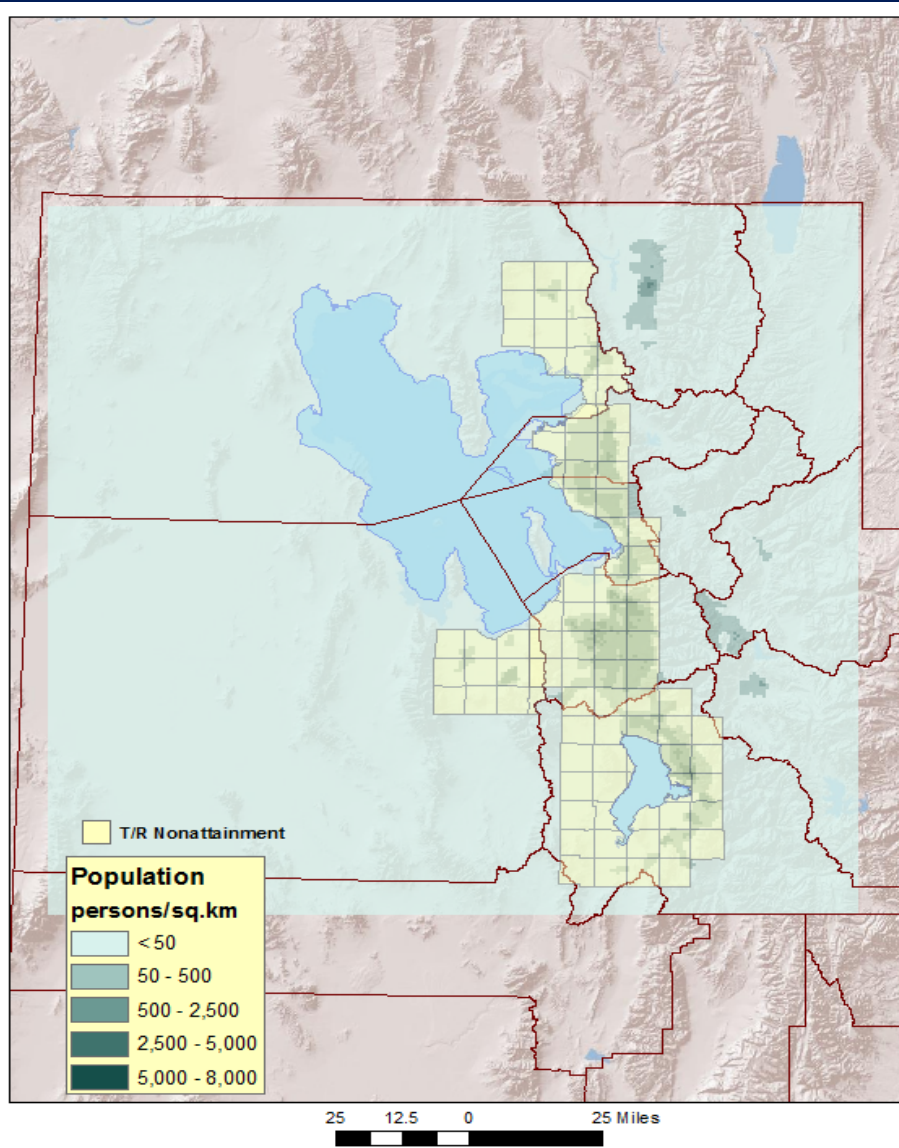 T/R Nonattainment
Population
persons/sq.km
< 50
50 - 500
500 - 2,500
2,500 - 5,000
5,000 - 8,000
25 12.5 0 25 Miles